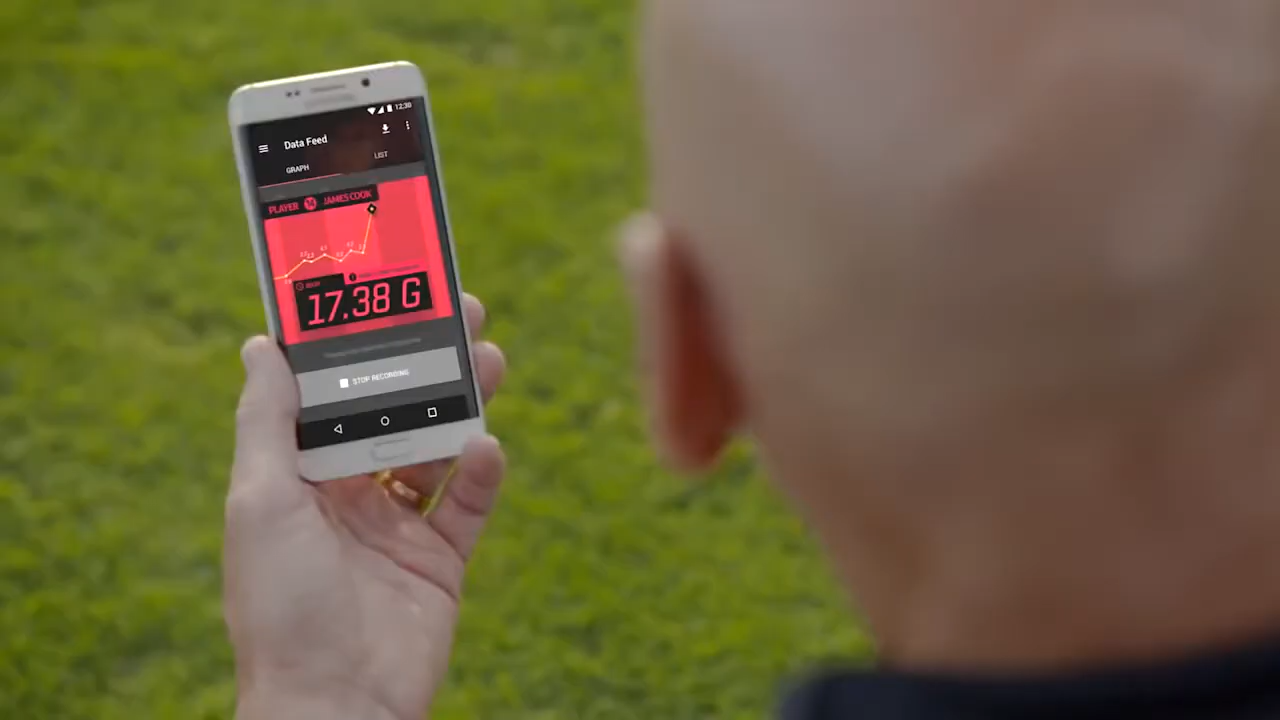 12:30
Data Feed
GRAPH
LIST
PLAYER 14 JAMES COOK
17.38 G
STOP RECORDING